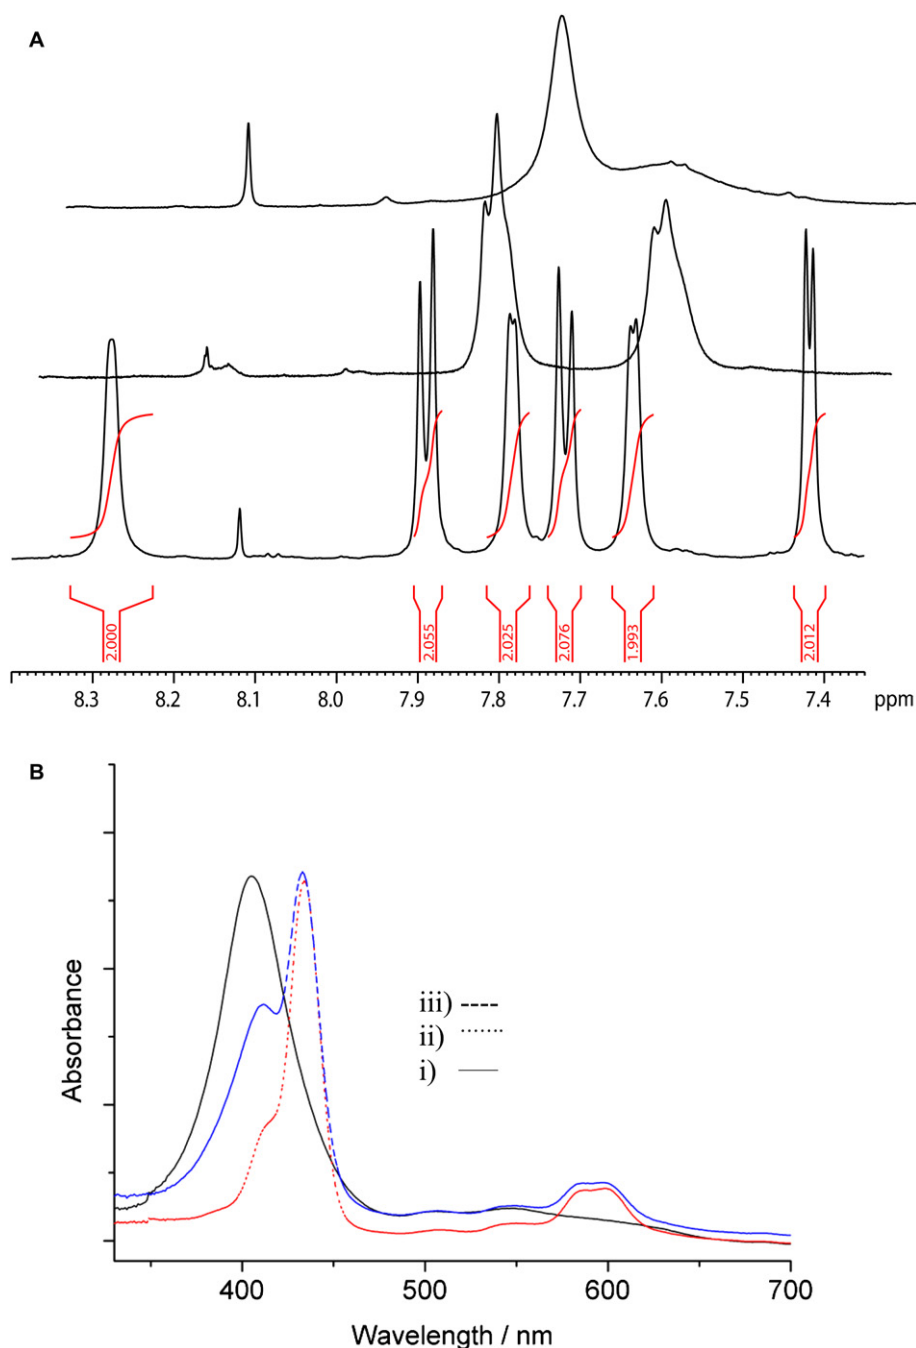 A
2.000
2.055
2.025
2.076
1.993
2.012
8.3 8.2 8.1 8.0 7.9 7.8 7.7 7.6 7.5 7.4 ppm
B
Absorbance
iii)
ii)
i)
400 500 600 700
Wavelength / nm